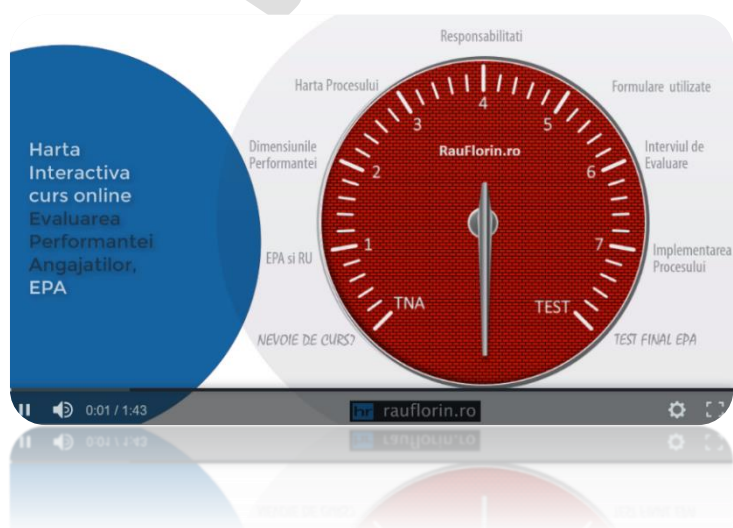 Harta
Interactiva
curs online
Evaluarea
Performantei
Angajatilor,
EPA
NEVOIE DE CURS?
TNA
EPA si RU
1
Dimensiunile
Performantei
2
Harta Procesului
3
Responsabilitati
4
RauFlorin.ro
5
Formulare utilizate
6
Interviul de
Evaluare
7
Implementarea
Procesului
TEST
TEST FINAL EPA
0:01 / 1:43
hr rauflorin.ro